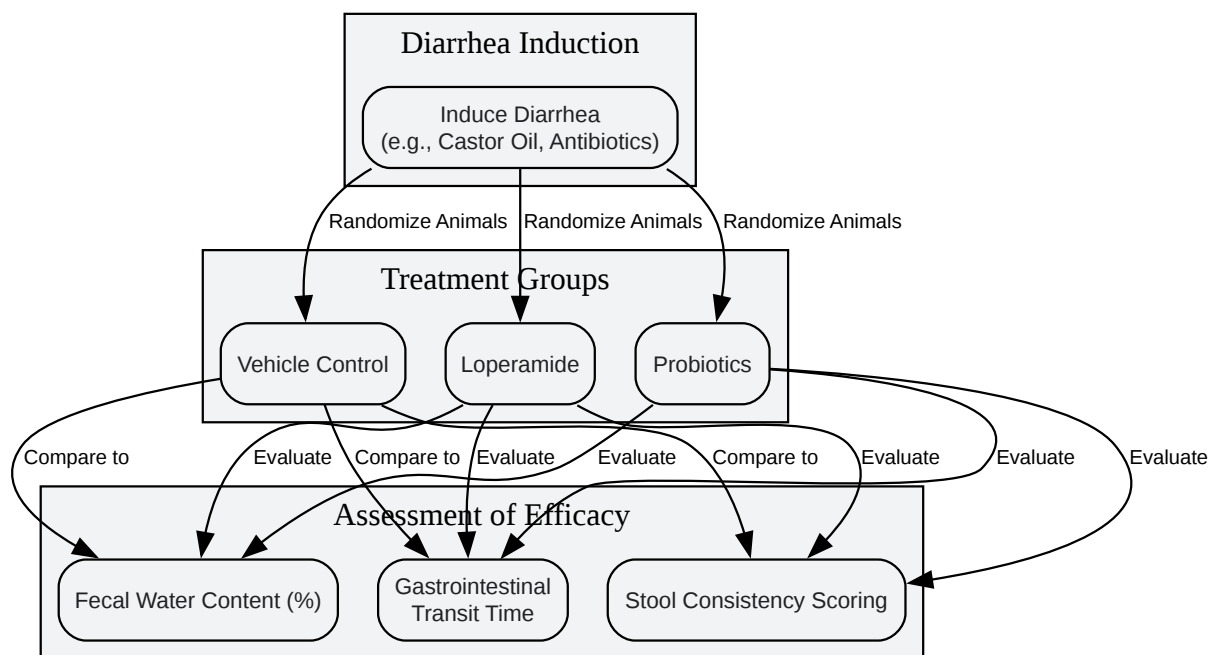 Diarrhea Induction
Induce Diarrhea
(e.g., Castor Oil, Antibiotics)
Randomize Animals
Randomize Animals
Randomize Animals
Treatment Groups
Vehicle Control
Loperamide
Probiotics
Compare to
Evaluate
Compare to
Evaluate
Evaluate
Compare to
Evaluate
Evaluate
Evaluate
Assessment of Efficacy
Fecal Water Content (%)
Gastrointestinal
Transit Time
Stool Consistency Scoring